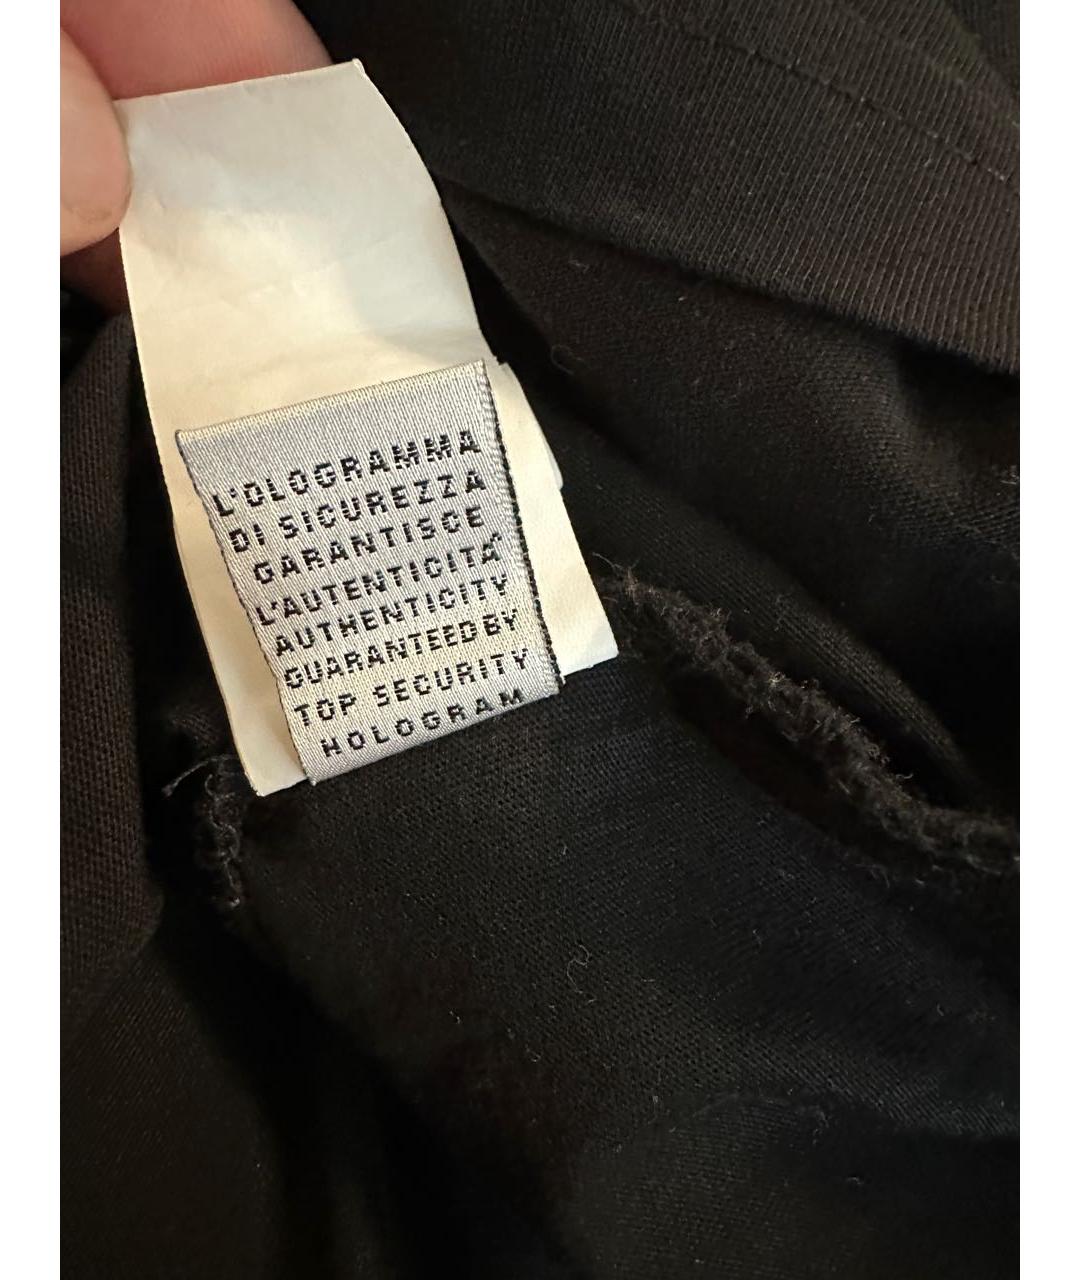 L'OLOGRAMMA
DI SICUREZZA
GARANTISCE
L'AUTENTICITA'
AUTHENTICITY
GUARANTEED BY
TOP SECURITY
HOLOGRAM